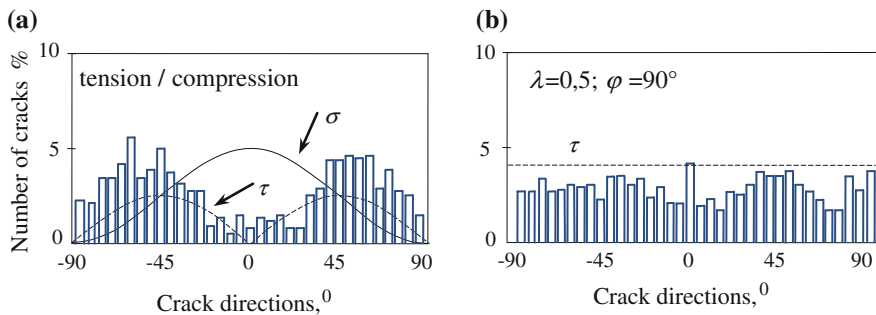 (a)
Number of cracks %
10
5
0
tension / compression
σ
τ
-90
-45
0
45
90
Crack directions,⁰
(b)
10
5
0
λ=0,5; φ =90°
τ
-90
-45
0
45
90
Crack directions,⁰